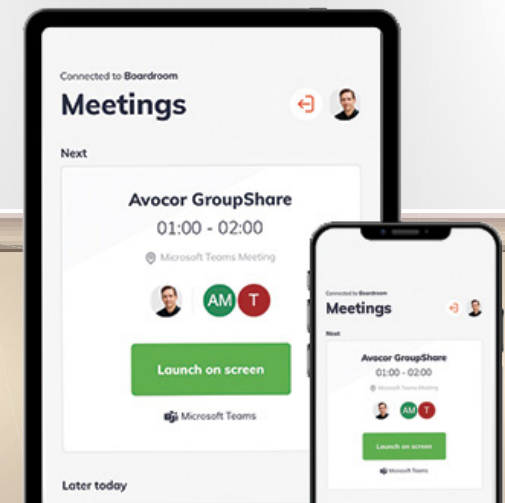 Connected to Boardroom
Meetings
Next
Avocor GroupShare
01:00 - 02:00
Microsoft Teams Meeting
AM
T
Launch on screen
Microsoft Teams
Later today
Connected to Boardroom
Meetings
Next
Avocor GroupShare
01:00 - 02:00
Microsoft Teams Meeting
AM
T
Launch on screen
Microsoft Teams